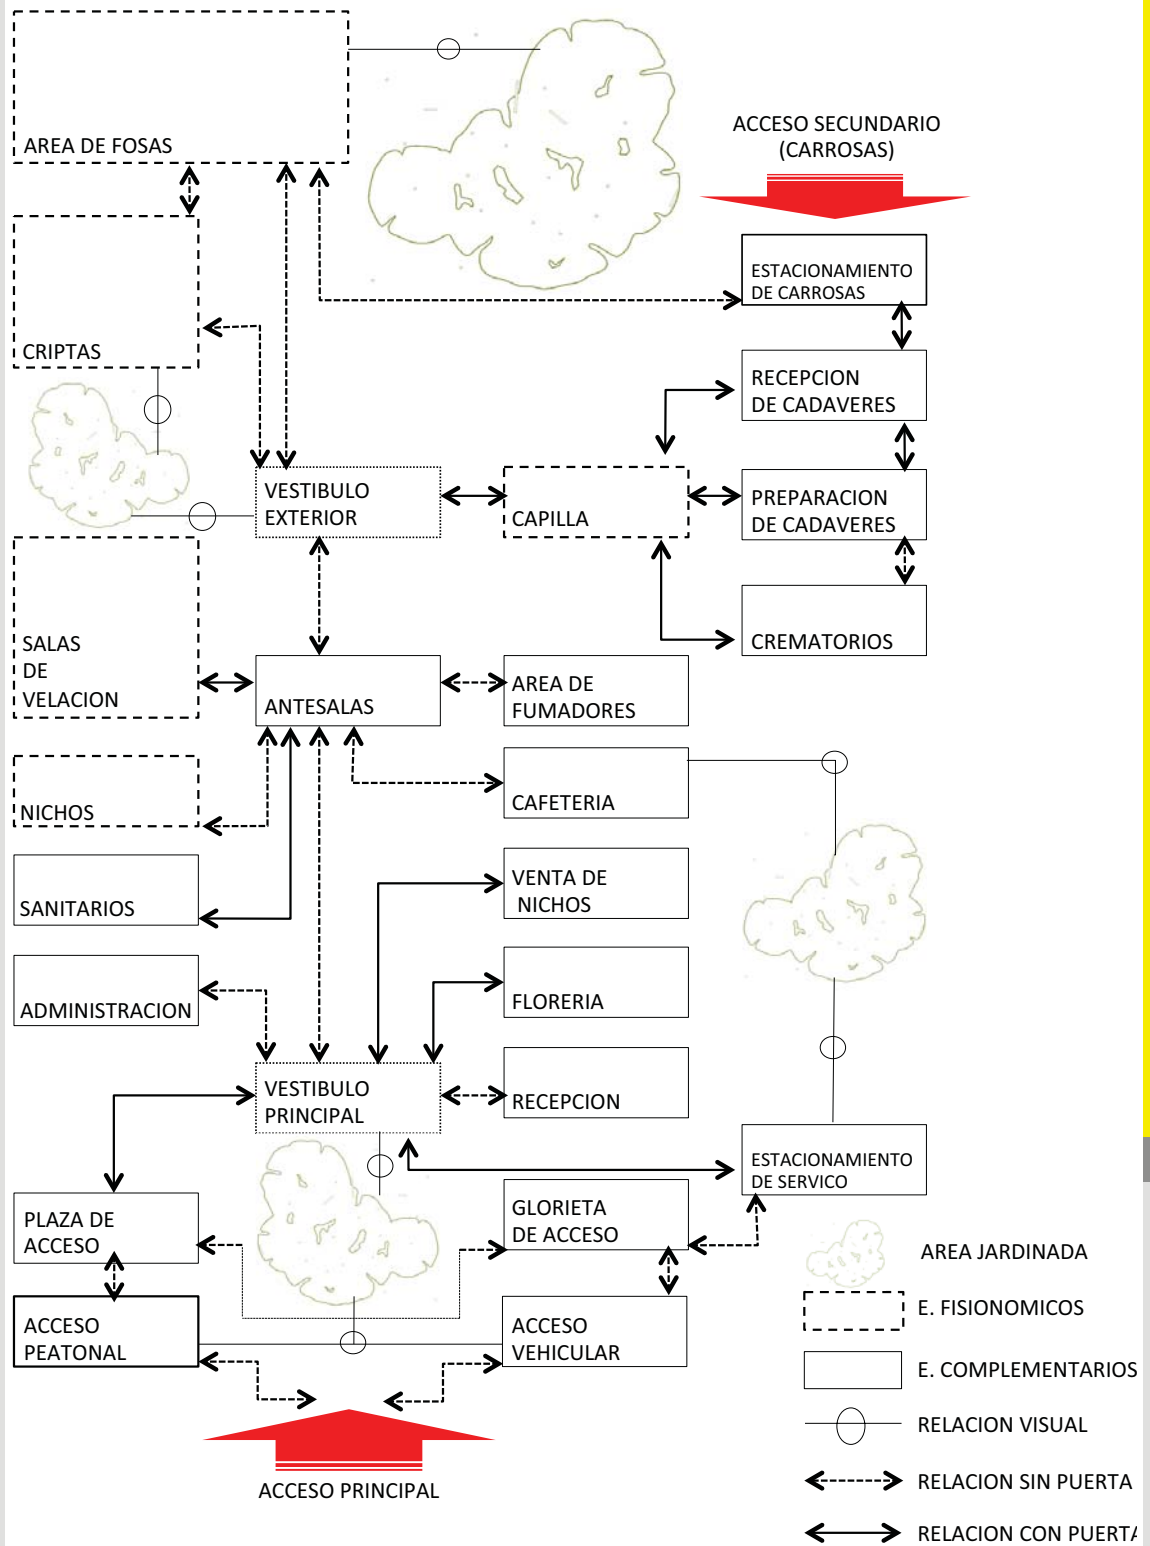 AREA DE FOSAS
ACCESO SECUNDARIO
(CARROSAS)
ESTACIONAMIENTO
DE CARROSAS
CRIPTAS
RECEPCION
DE CADAVERES
VESTIBULO
EXTERIOR
CAPILLA
PREPARACION
DE CADAVERES
SALAS
DE
VELACION
CREMATORIOS
ANTESALAS
AREA DE
FUMADORES
NICHOS
CAFETERIA
SANITARIOS
VENTA DE
NICHOS
ADMINISTRACION
FLORERIA
VESTIBULO
PRINCIPAL
RECEPCION
ESTACIONAMIENTO
DE SERVICO
PLAZA DE
ACCESO
GLORIETA
DE ACCESO
ACCESO
PEATONAL
ACCESO
VEHICULAR
ACCESO PRINCIPAL
AREA JARDINADA
E. FISIONOMICOS
E. COMPLEMENTARIOS
RELACION VISUAL
RELACION SIN PUERTA
RELACION CON PUERTA